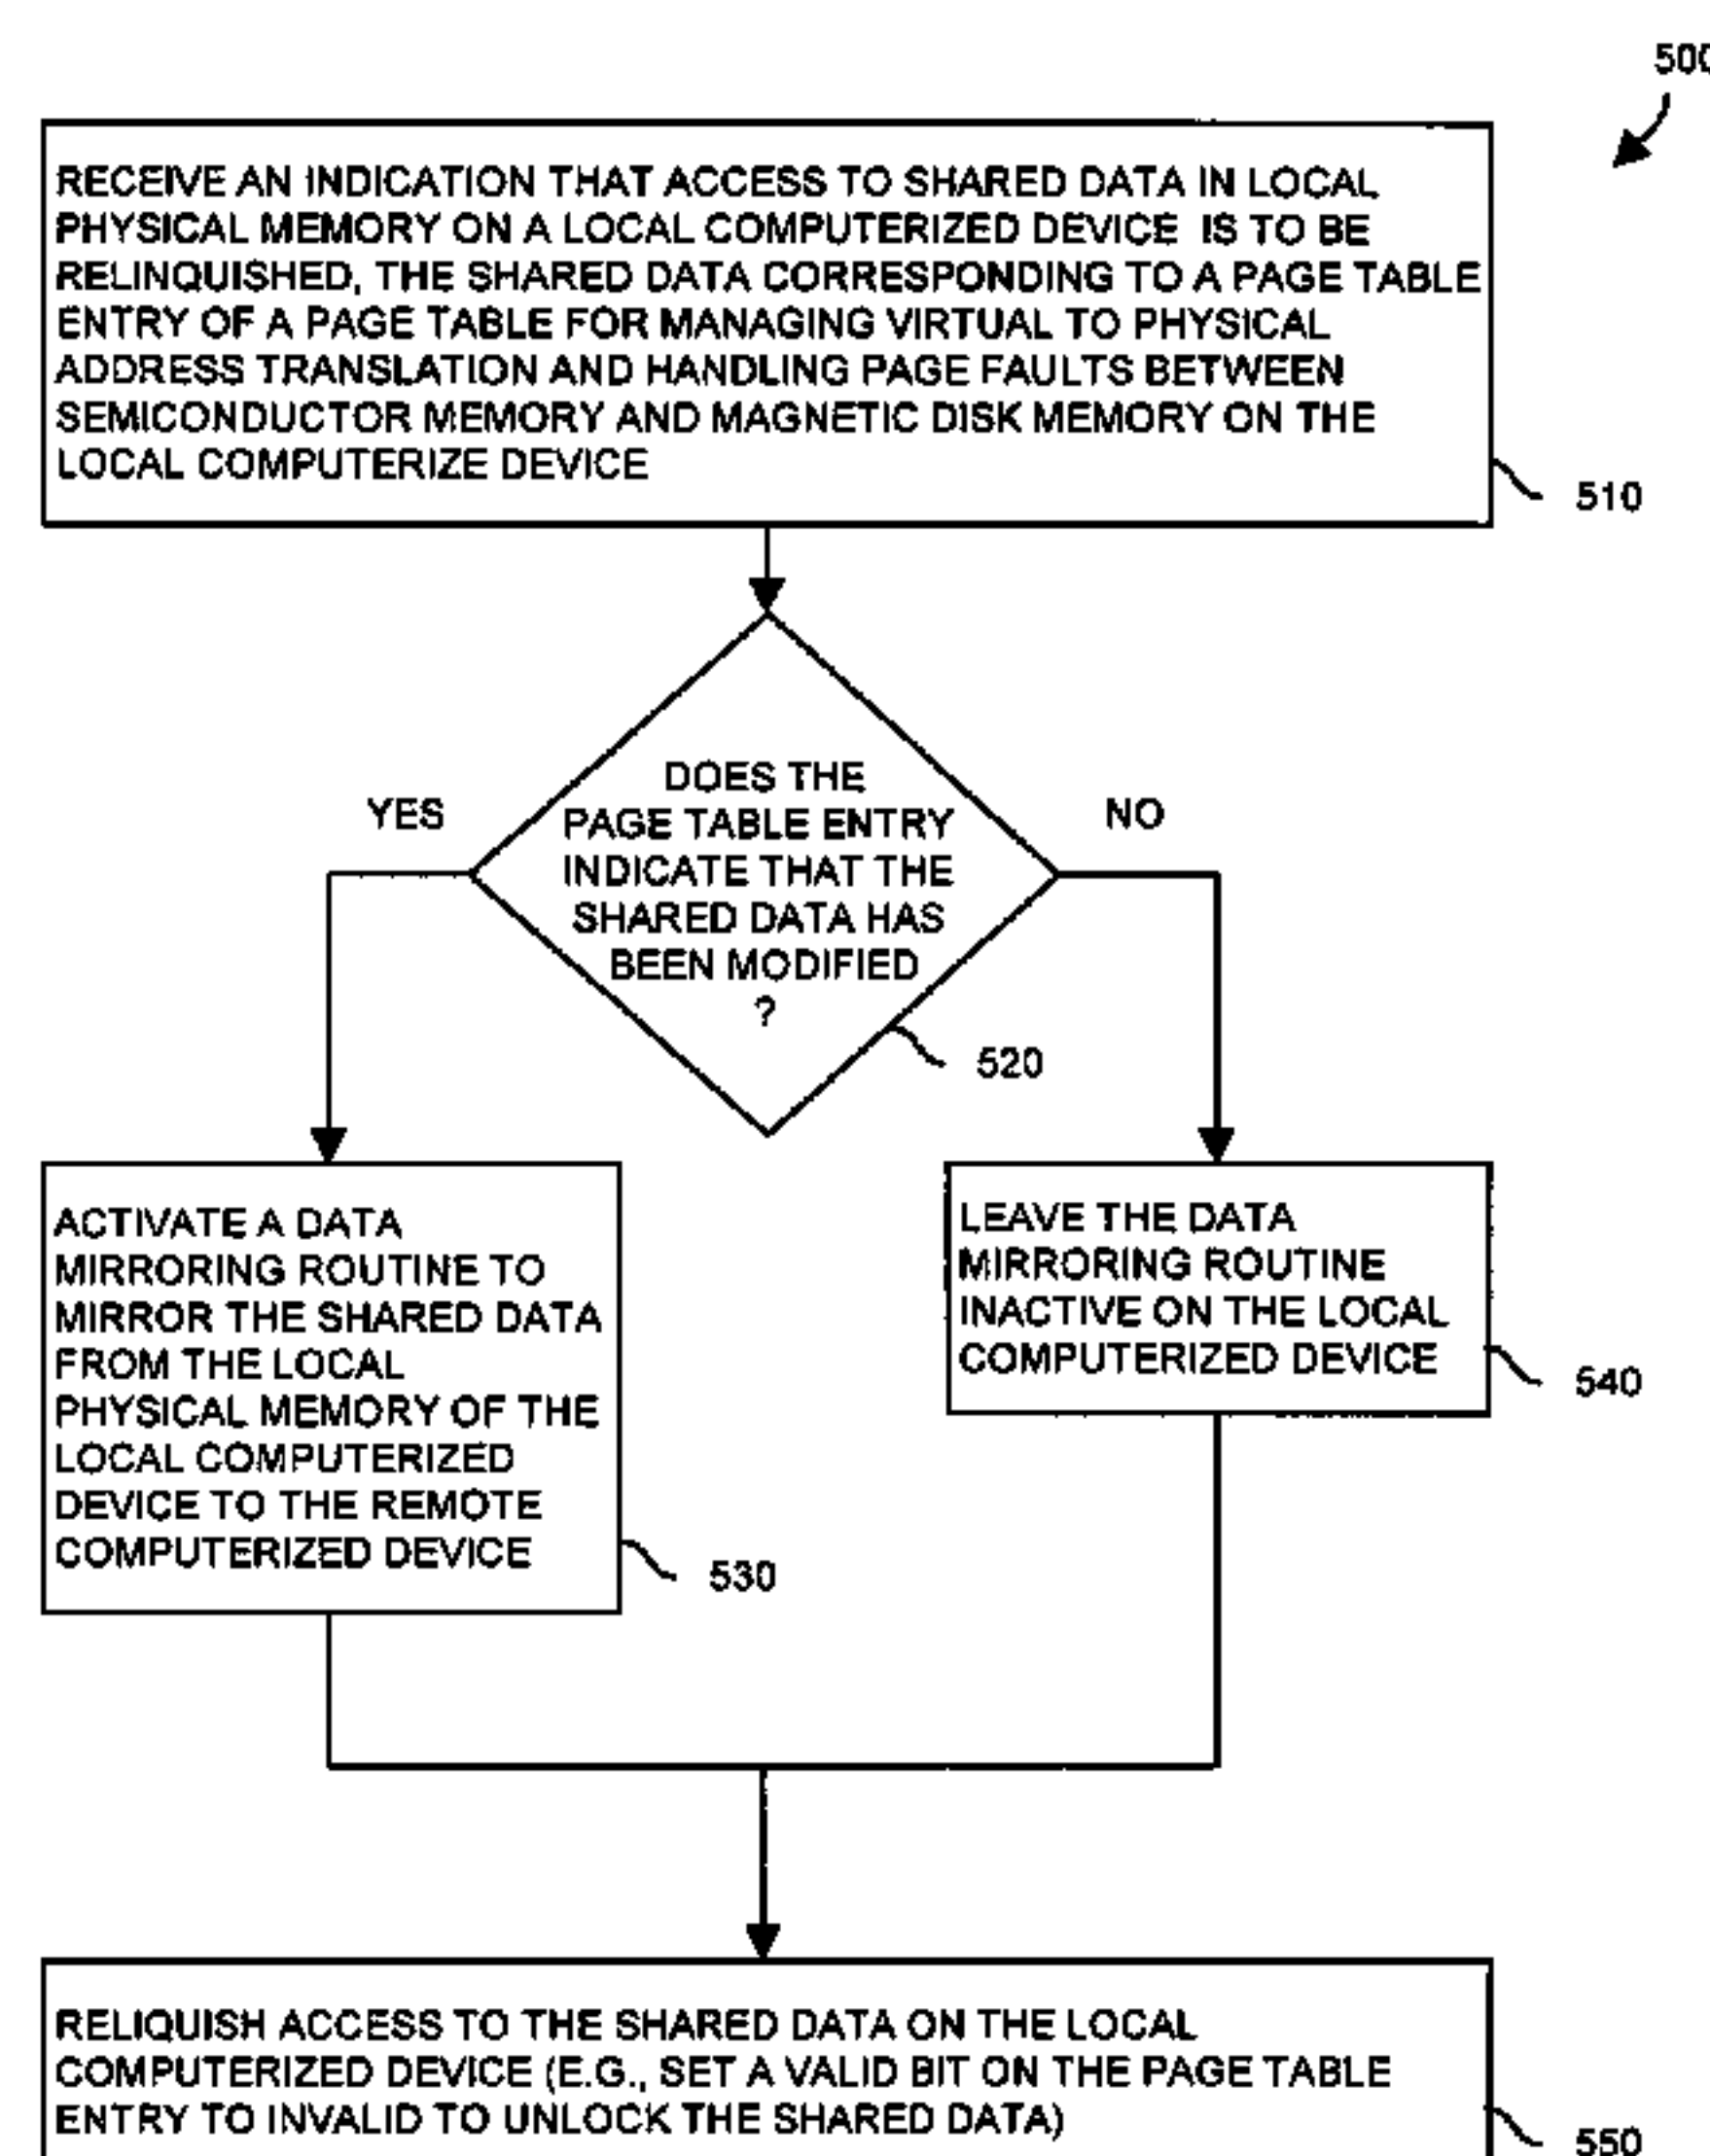 500
RECEIVE AN INDICATION THAT ACCESS TO SHARED DATA IN LOCAL
PHYSICAL MEMORY ON A LOCAL COMPUTERIZED DEVICE IS TO BE
RELINQUISHED, THE SHARED DATA CORRESPONDING TO A PAGE TABLE
ENTRY OF A PAGE TABLE FOR MANAGING VIRTUAL TO PHYSICAL
ADDRESS TRANSLATION AND HANDLING PAGE FAULTS BETWEEN
SEMICONDUCTOR MEMORY AND MAGNETIC DISK MEMORY ON THE
LOCAL COMPUTERIZE DEVICE
510
DOES THE
PAGE TABLE ENTRY
INDICATE THAT THE
SHARED DATA HAS
BEEN MODIFIED
?
YES
NO
520
ACTIVATE A DATA
MIRRORING ROUTINE TO
MIRROR THE SHARED DATA
FROM THE LOCAL
PHYSICAL MEMORY OF THE
LOCAL COMPUTERIZED
DEVICE TO THE REMOTE
COMPUTERIZED DEVICE
530
LEAVE THE DATA
MIRRORING ROUTINE
INACTIVE ON THE LOCAL
COMPUTERIZED DEVICE
540
RELIQUISH ACCESS TO THE SHARED DATA ON THE LOCAL
COMPUTERIZED DEVICE (E.G., SET A VALID BIT ON THE PAGE TABLE
ENTRY TO INVALID TO UNLOCK THE SHARED DATA)
550